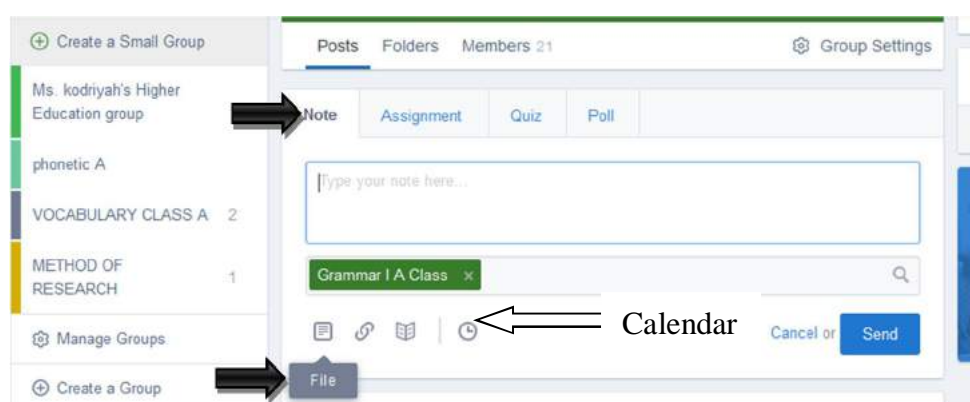 Create a Small Group
Ms. kodriyah's Higher
Education group
phonetic A
VOCABULARY CLASS A 2
METHOD OF
RESEARCH 1
Manage Groups
Create a Group
Posts Folders Members 21 Group Settings
Note Assignment Quiz Poll
Type your note here...
Grammar I A Class ×
Calendar
Cancel or Send
File